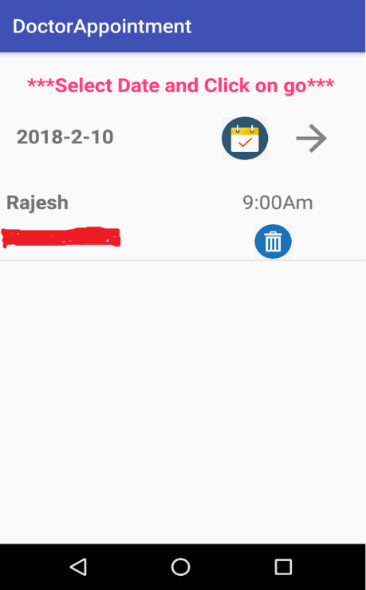 DoctorAppointment
***Select Date and Click on go***
2018-2-10
Rajesh 9:00Am